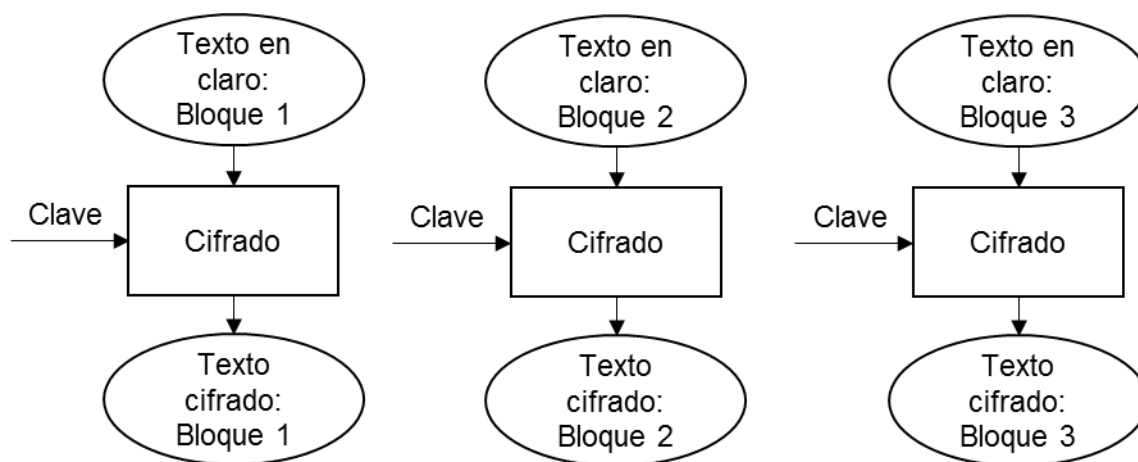 Texto en
claro:
Bloque 1
Texto en
claro:
Bloque 2
Texto en
claro:
Bloque 3
Clave
Cifrado
Clave
Cifrado
Clave
Cifrado
Texto
cifrado:
Bloque 1
Texto
cifrado:
Bloque 2
Texto
cifrado:
Bloque 3